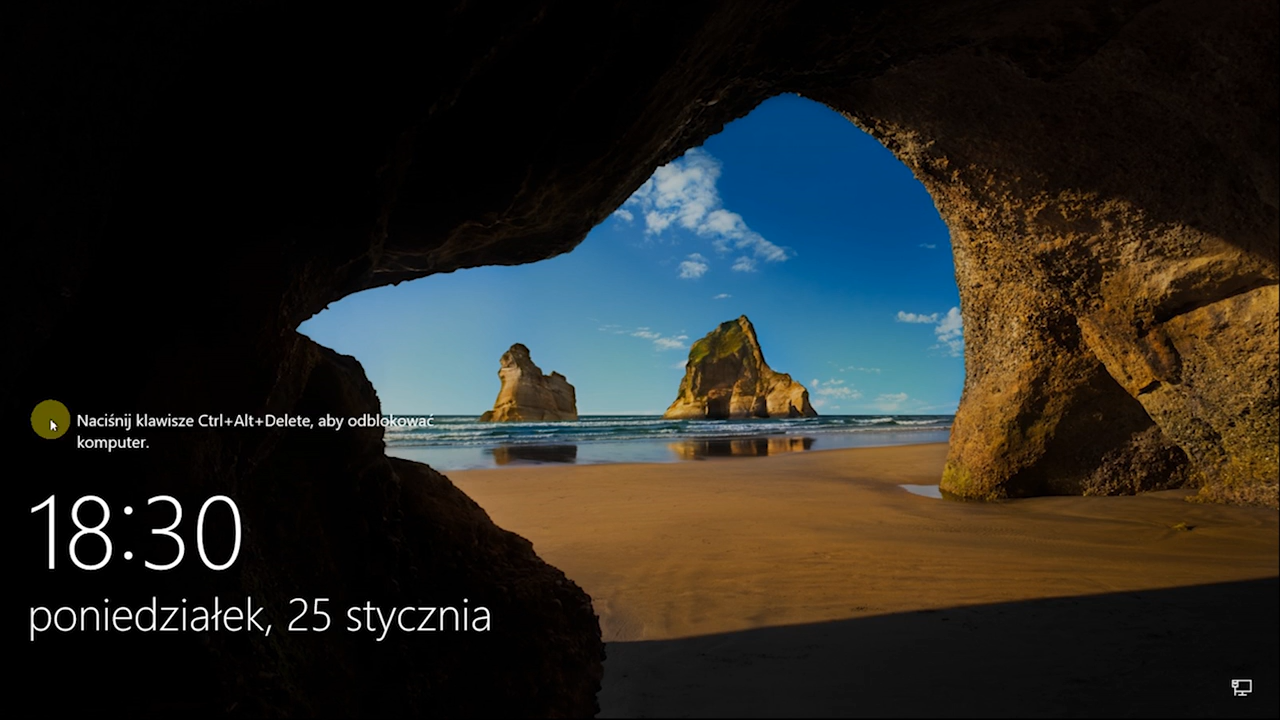 Naciśnij klawisze Ctrl+Alt+Delete, aby odblokować
komputer.
18:30
poniedziałek, 25 stycznia